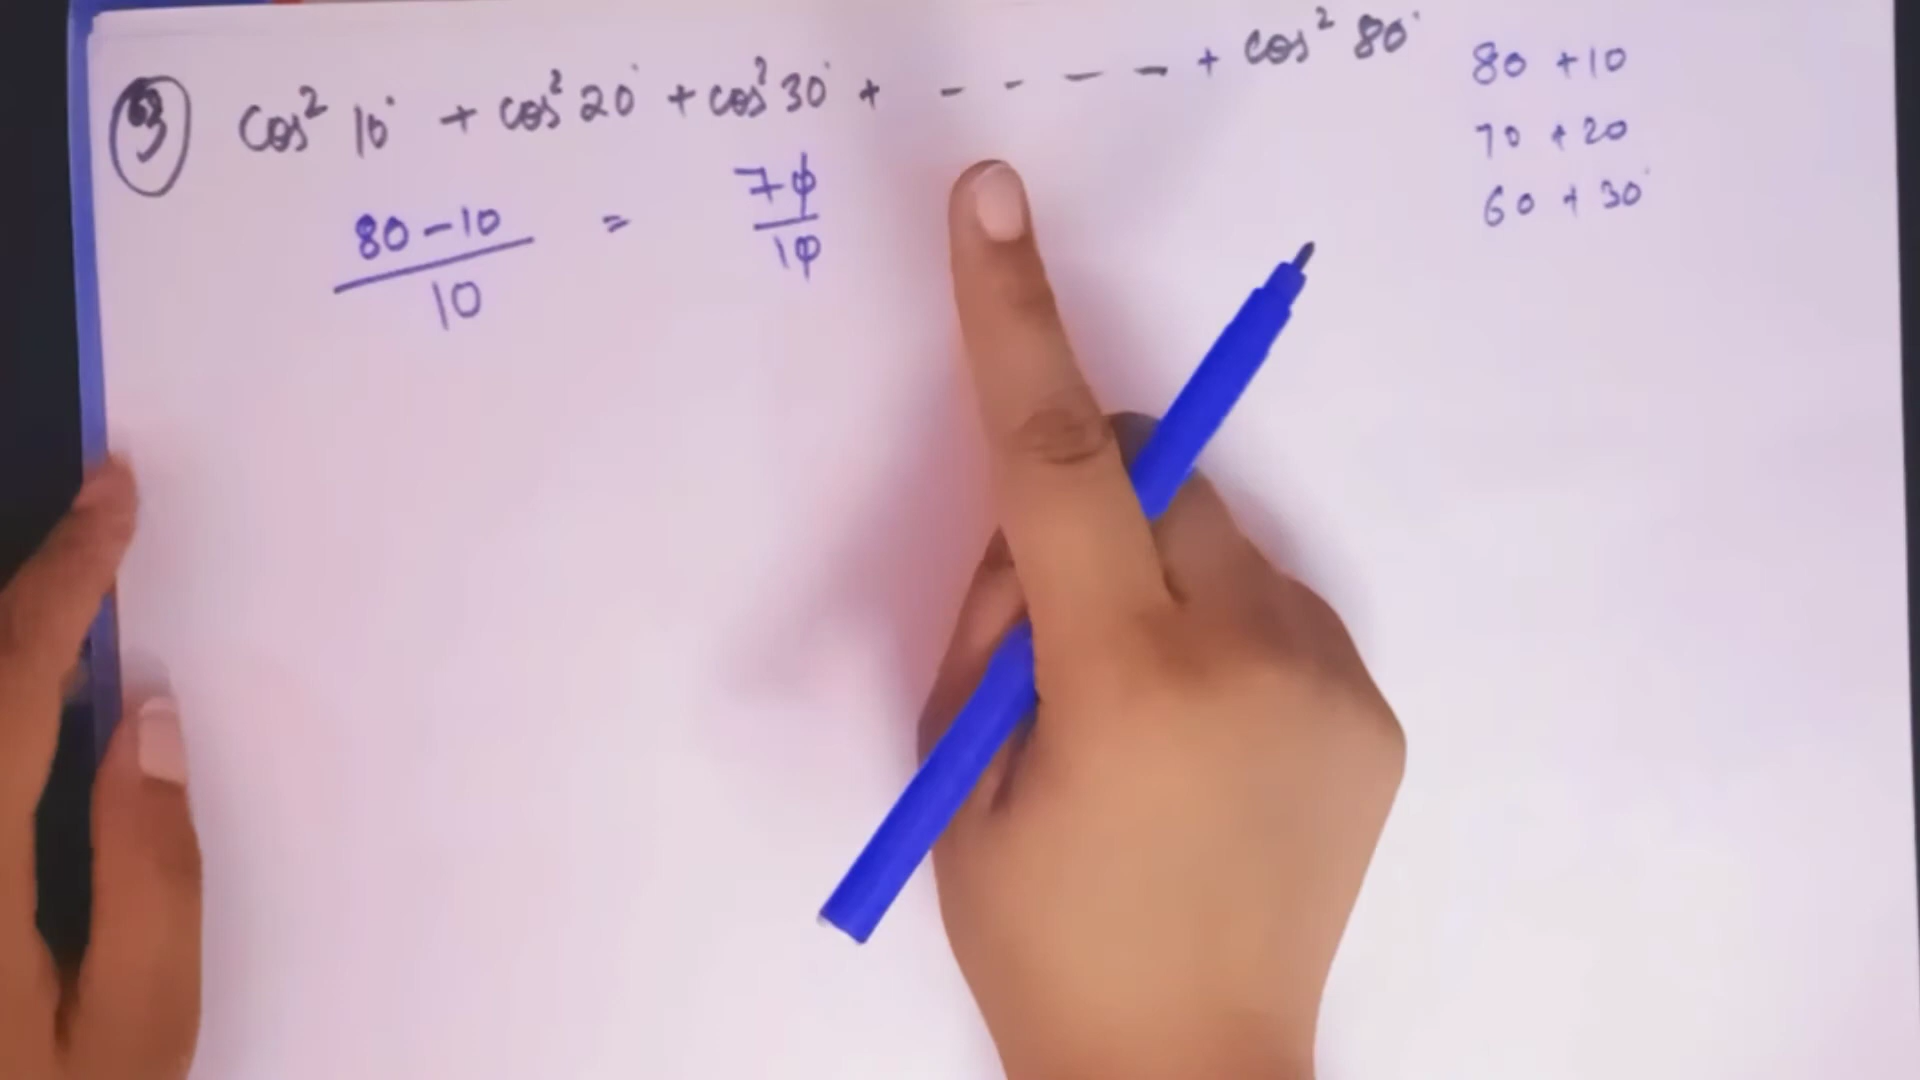 ③ cos² 10° + cos² 20° + cos² 30° + - - - - + cos² 80°
80 + 10
70 + 20
60 + 30°
80 - 10 / 10 = 70 / 10